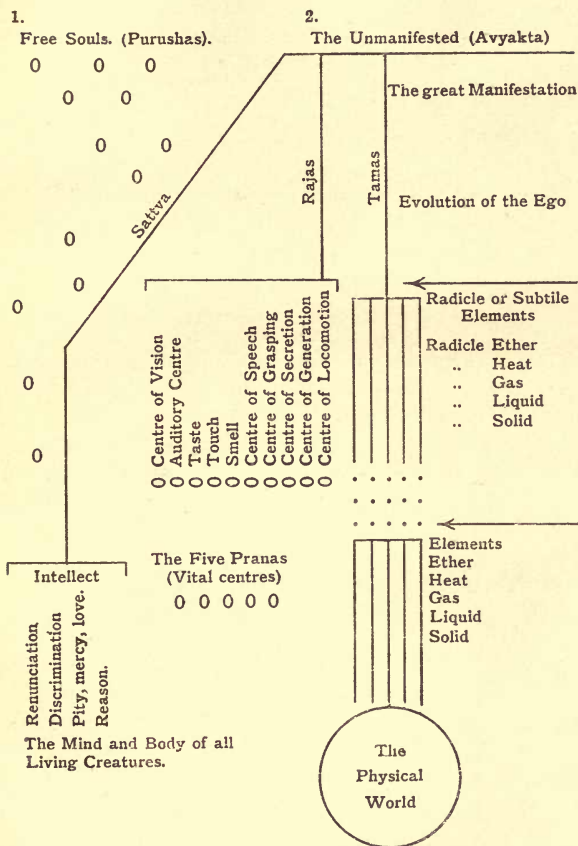 1.
Free Souls. (Purushas).
O O O
O O
O O
O
O
O
O
O
O
2.
The Unmanifested (Avyakta)
The great Manifestation
Sattva
Rajas
Tamas
Evolution of the Ego
O Centre of Vision
O Auditory Centre
O Taste
O Touch
O Smell
O Centre of Speech
O Centre of Grasping
O Centre of Secretion
O Centre of Generation
O Centre of Locomotion
Radicle or Subtile
Elements
Radicle Ether
.. Heat
.. Gas
.. Liquid
.. Solid
The Five Pranas
(Vital centres)
O O O O O
Intellect
Renunciation
Discrimination
Pity, mercy, love.
Reason.
The Mind and Body of all
Living Creatures.
Elements
Ether
Heat
Gas
Liquid
Solid
The
Physical
World